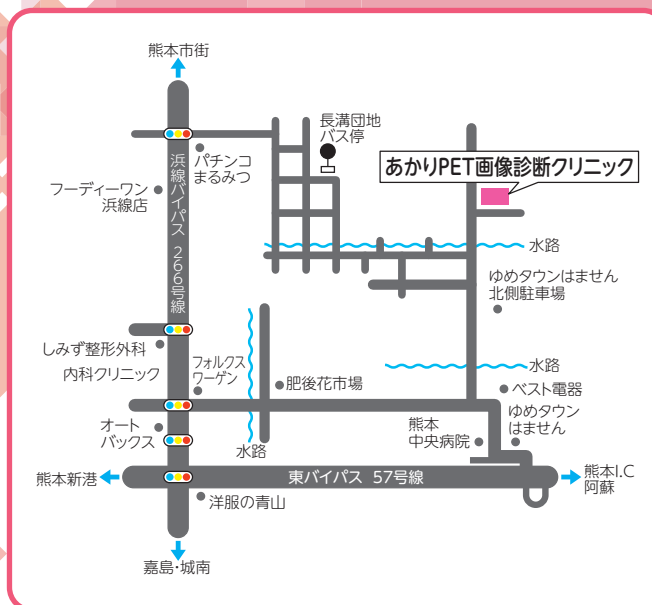 熊本市街
長溝団地
バス停
パチンコ
まるみつ
あかりPET画像診断クリニック
フーディーワン
浜線店
浜線バイパス 266号線
水路
ゆめタウンはません
北側駐車場
しみず整形外科
内科クリニック
フォルクス
ワーゲン
肥後花市場
水路
ベスト電器
オート
バックス
熊本
中央病院
ゆめタウン
はません
水路
熊本新港
東バイパス 57号線
熊本I.C
阿蘇
洋服の青山
嘉島・城南